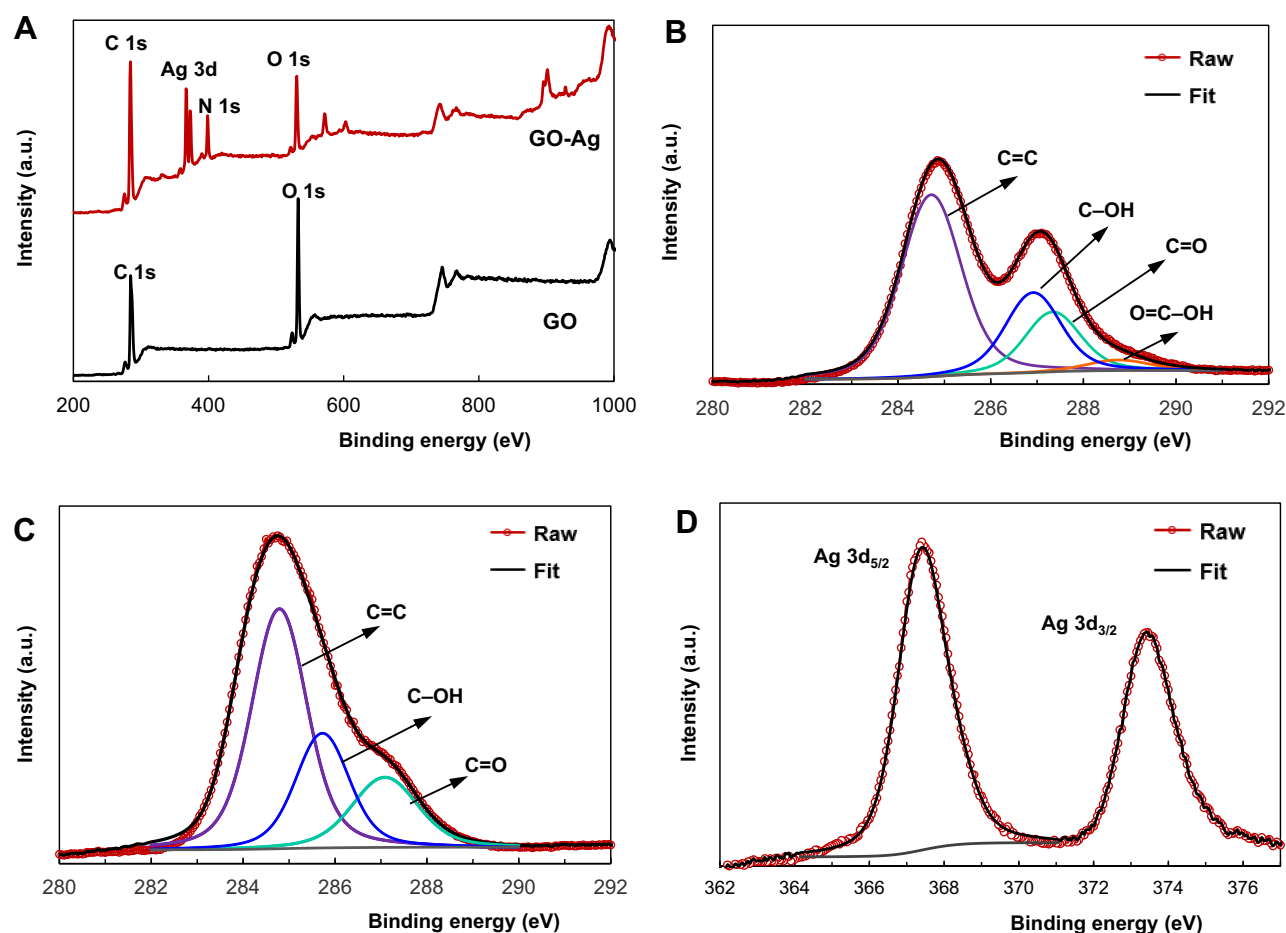 A
C 1s
Ag 3d
N 1s
O 1s
GO-Ag
O 1s
C 1s
GO
Intensity (a.u.)
200 400 600 800 1000
Binding energy (eV)
B
Raw
Fit
C=C
C–OH
C=O
O=C–OH
Intensity (a.u.)
280 282 284 286 288 290 292
Binding energy (eV)
C
Raw
Fit
C=C
C–OH
C=O
Intensity (a.u.)
280 282 284 286 288 290 292
Binding energy (eV)
D
Raw
Fit
Ag 3d5/2
Ag 3d3/2
Intensity (a.u.)
362 364 366 368 370 372 374 376
Binding energy (eV)